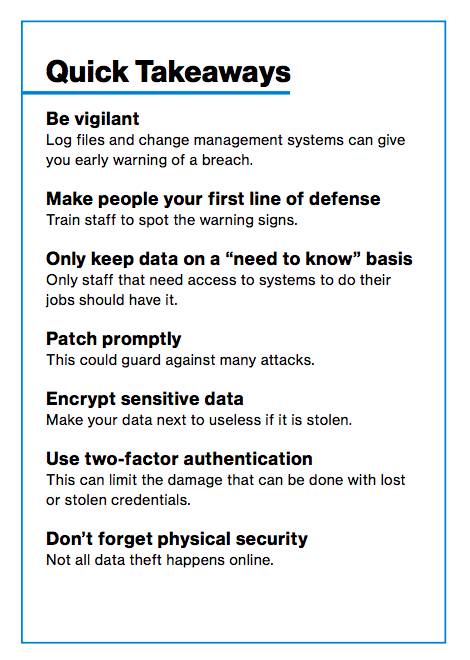 Quick Takeaways
Be vigilant
Log files and change management systems can give
you early warning of a breach.
Make people your first line of defense
Train staff to spot the warning signs.
Only keep data on a “need to know” basis
Only staff that need access to systems to do their
jobs should have it.
Patch promptly
This could guard against many attacks.
Encrypt sensitive data
Make your data next to useless if it is stolen.
Use two-factor authentication
This can limit the damage that can be done with lost
or stolen credentials.
Don’t forget physical security
Not all data theft happens online.